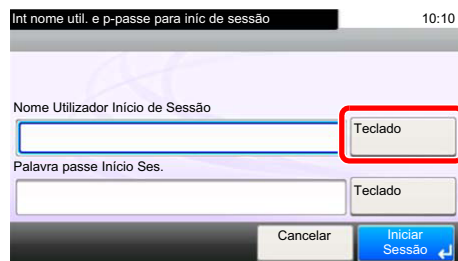 Int nome util. e p-passe para iníc de sessão 10:10
Nome Utilizador Início de Sessão
Teclado
Palavra passe Início Ses.
Teclado
Cancelar
Iniciar
Sessão